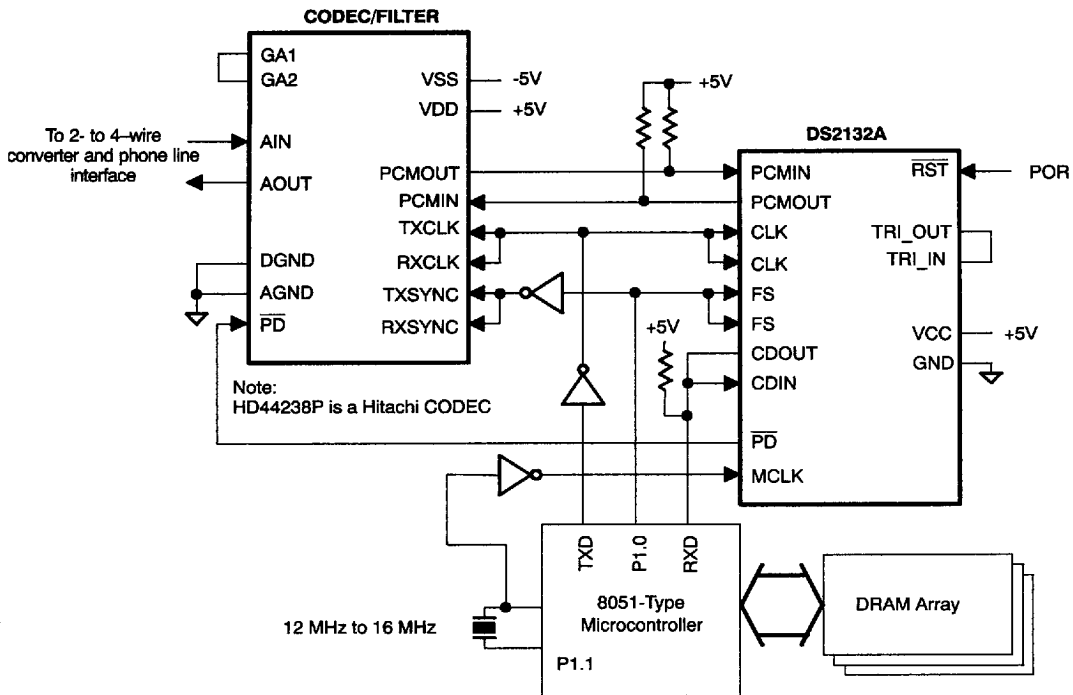 CODEC/FILTER
GA1
GA2
VSS
-5V
VDD
+5V
To 2- to 4–wire
converter and phone line
interface
AIN
AOUT
PCMOUT
PCMIN
TXCLK
RXCLK
TXSYNC
RXSYNC
DGND
AGND
PD
Note:
HD44238P is a Hitachi CODEC
+5V
+5V
DS2132A
PCMIN
PCMOUT
CLK
CLK
FS
FS
CDOUT
CDIN
PD
MCLK
RST
POR
TRI_OUT
TRI_IN
VCC
+5V
GND
TXD
P1.0
RXD
8051-Type
Microcontroller
P1.1
12 MHz to 16 MHz
DRAM Array